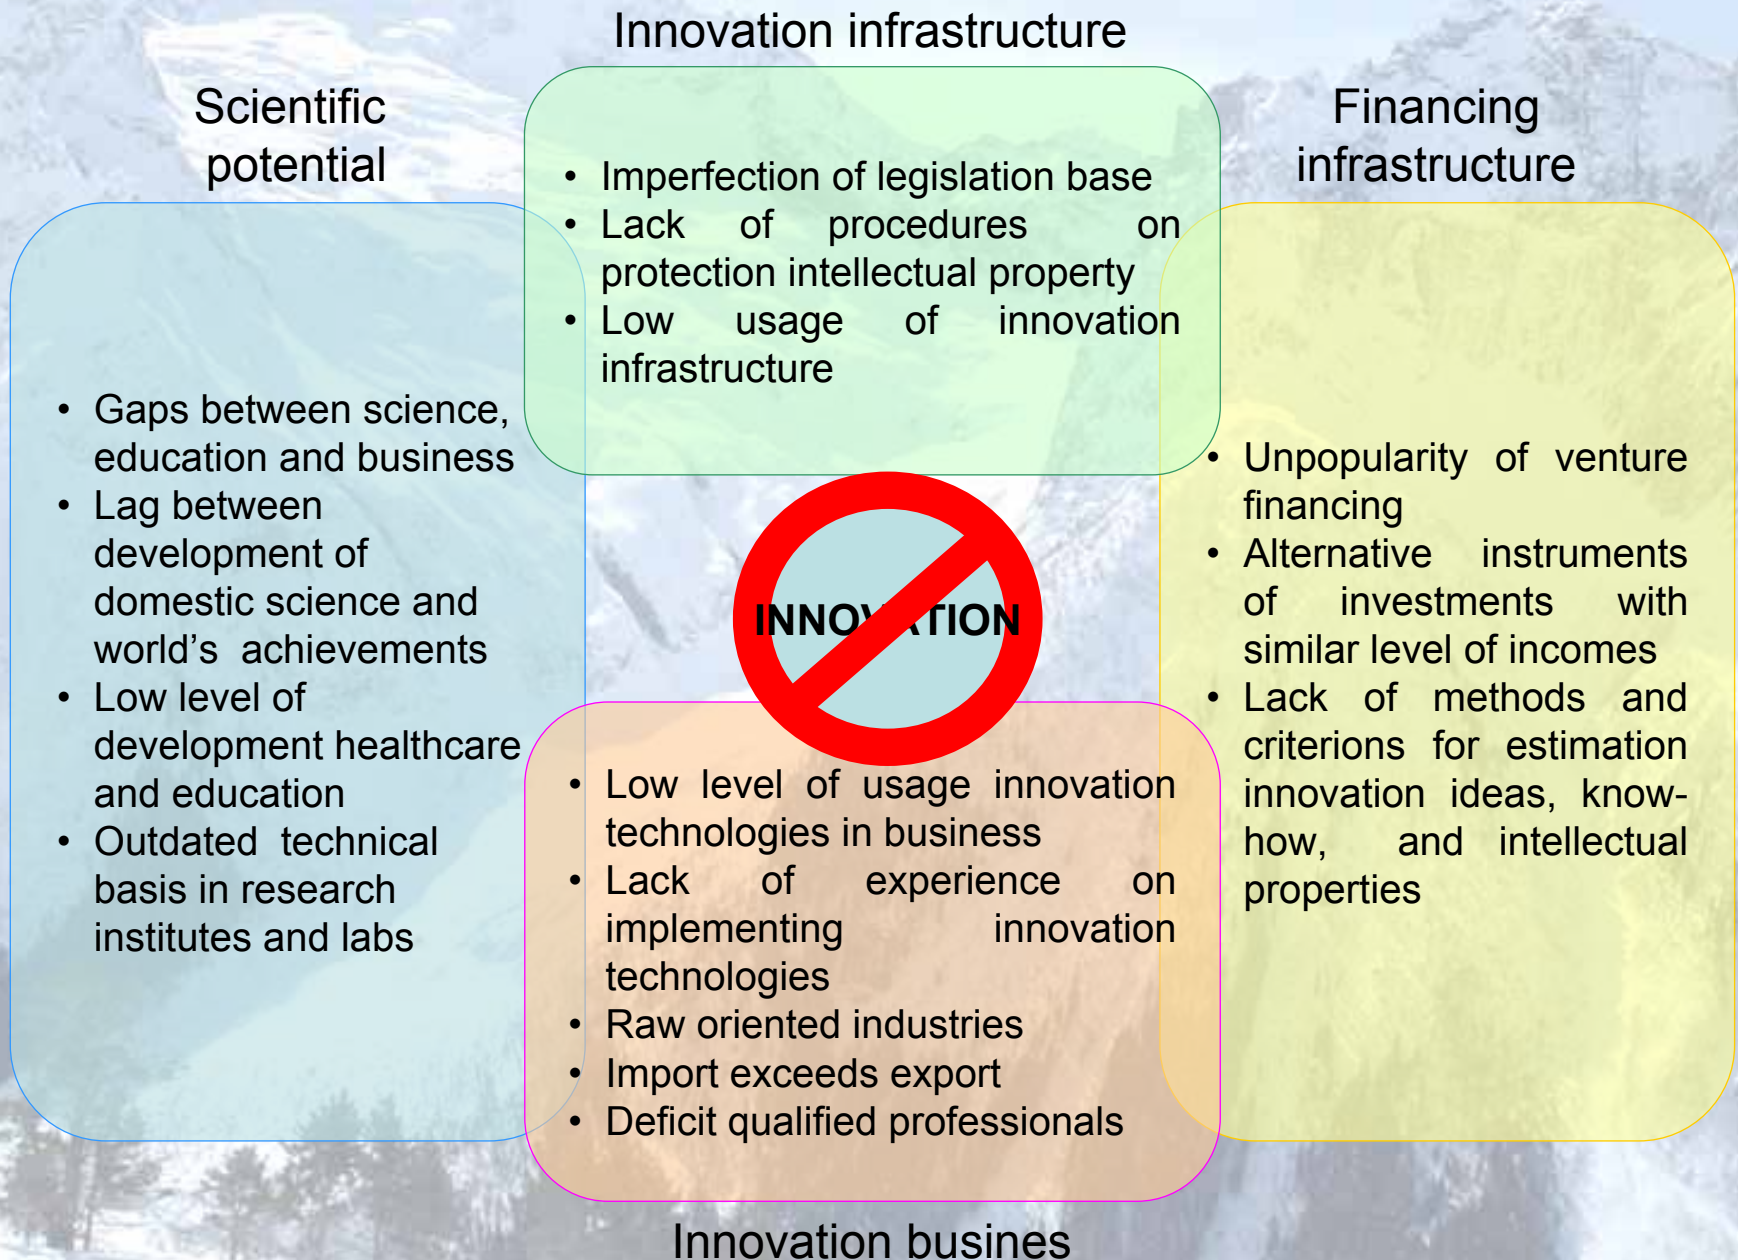 Innovation infrastructure
Scientific
potential
Financing
infrastructure
• Imperfection of legislation base
• Lack of procedures on
protection intellectual property
• Low usage of innovation
infrastructure
• Gaps between science,
education and business
• Lag between
development of
domestic science and
world’s achievements
• Low level of
development healthcare
and education
• Outdated technical
basis in research
institutes and labs
INNOVATION
• Unpopularity of venture
financing
• Alternative instruments
of investments with
similar level of incomes
• Lack of methods and
criterions for estimation
innovation ideas, know-
how, and intellectual
properties
• Low level of usage innovation
technologies in business
• Lack of experience on
implementing innovation
technologies
• Raw oriented industries
• Import exceeds export
• Deficit qualified professionals
Innovation busines